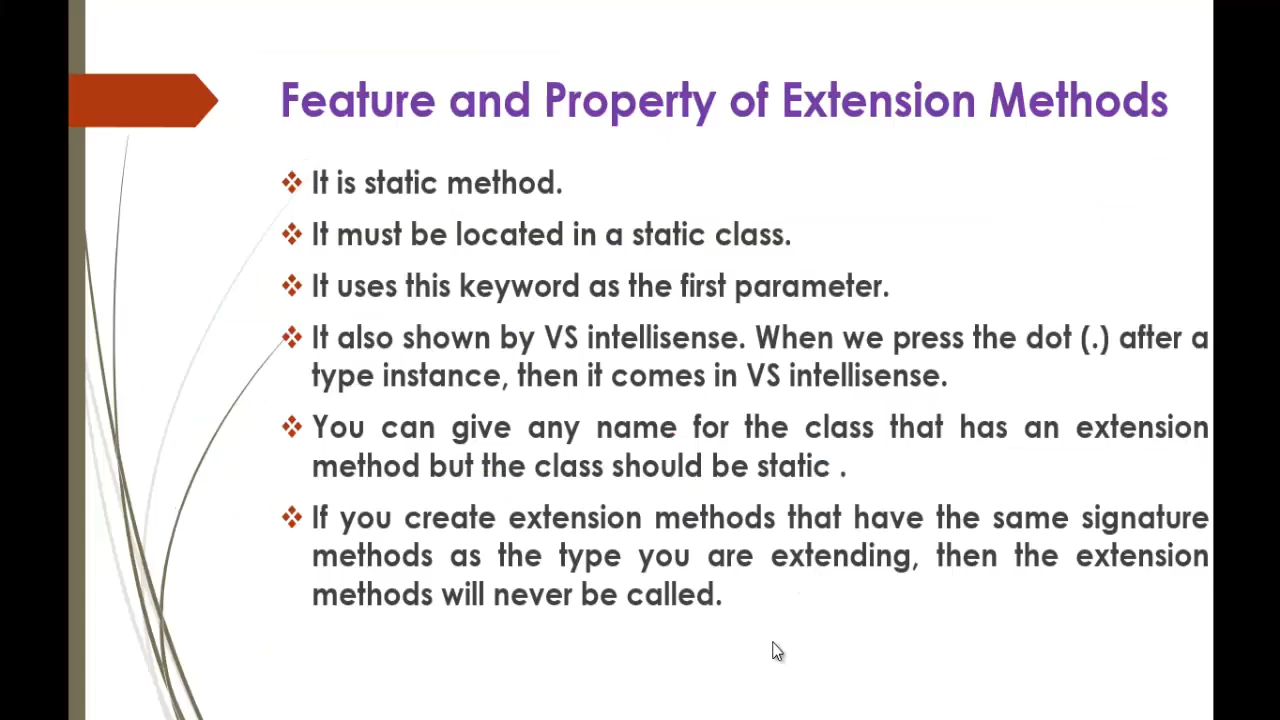 Feature and Property of Extension Methods
It is static method.
It must be located in a static class.
It uses this keyword as the first parameter.
It also shown by VS intellisense. When we press the dot (.) after a
type instance, then it comes in VS intellisense.
You can give any name for the class that has an extension
method but the class should be static .
If you create extension methods that have the same signature
methods as the type you are extending, then the extension
methods will never be called.